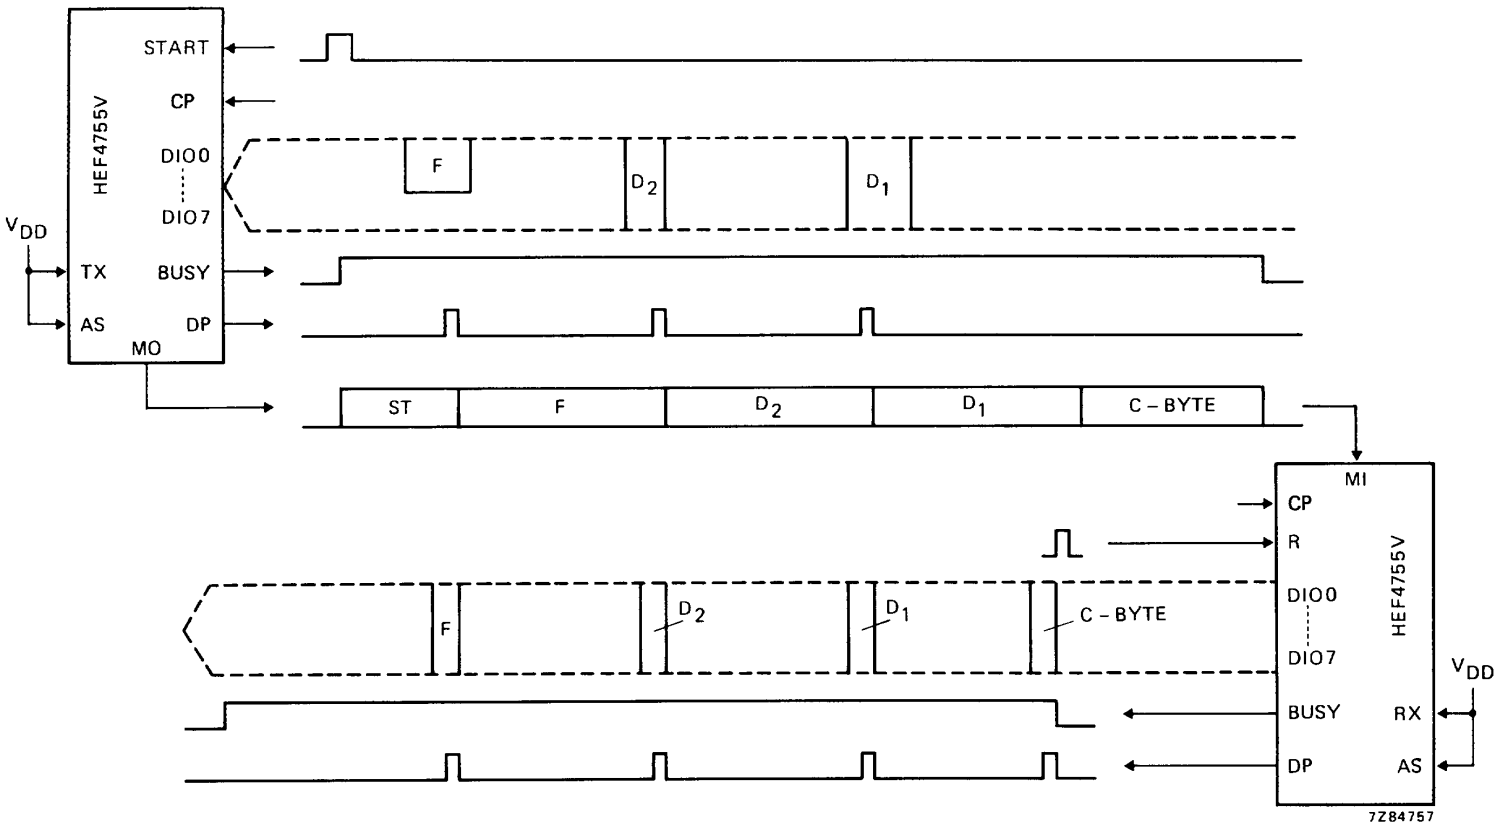 START
CP
HEF4755V
DIO0
DIO7
F
D2
D1
VDD
TX
BUSY
AS
DP
MO
ST
F
D2
D1
C-BYTE
MI
CP
R
HEF4755V
DIO0
DIO7
F
D2
D1
C-BYTE
VDD
BUSY
RX
DP
AS
7Z84757